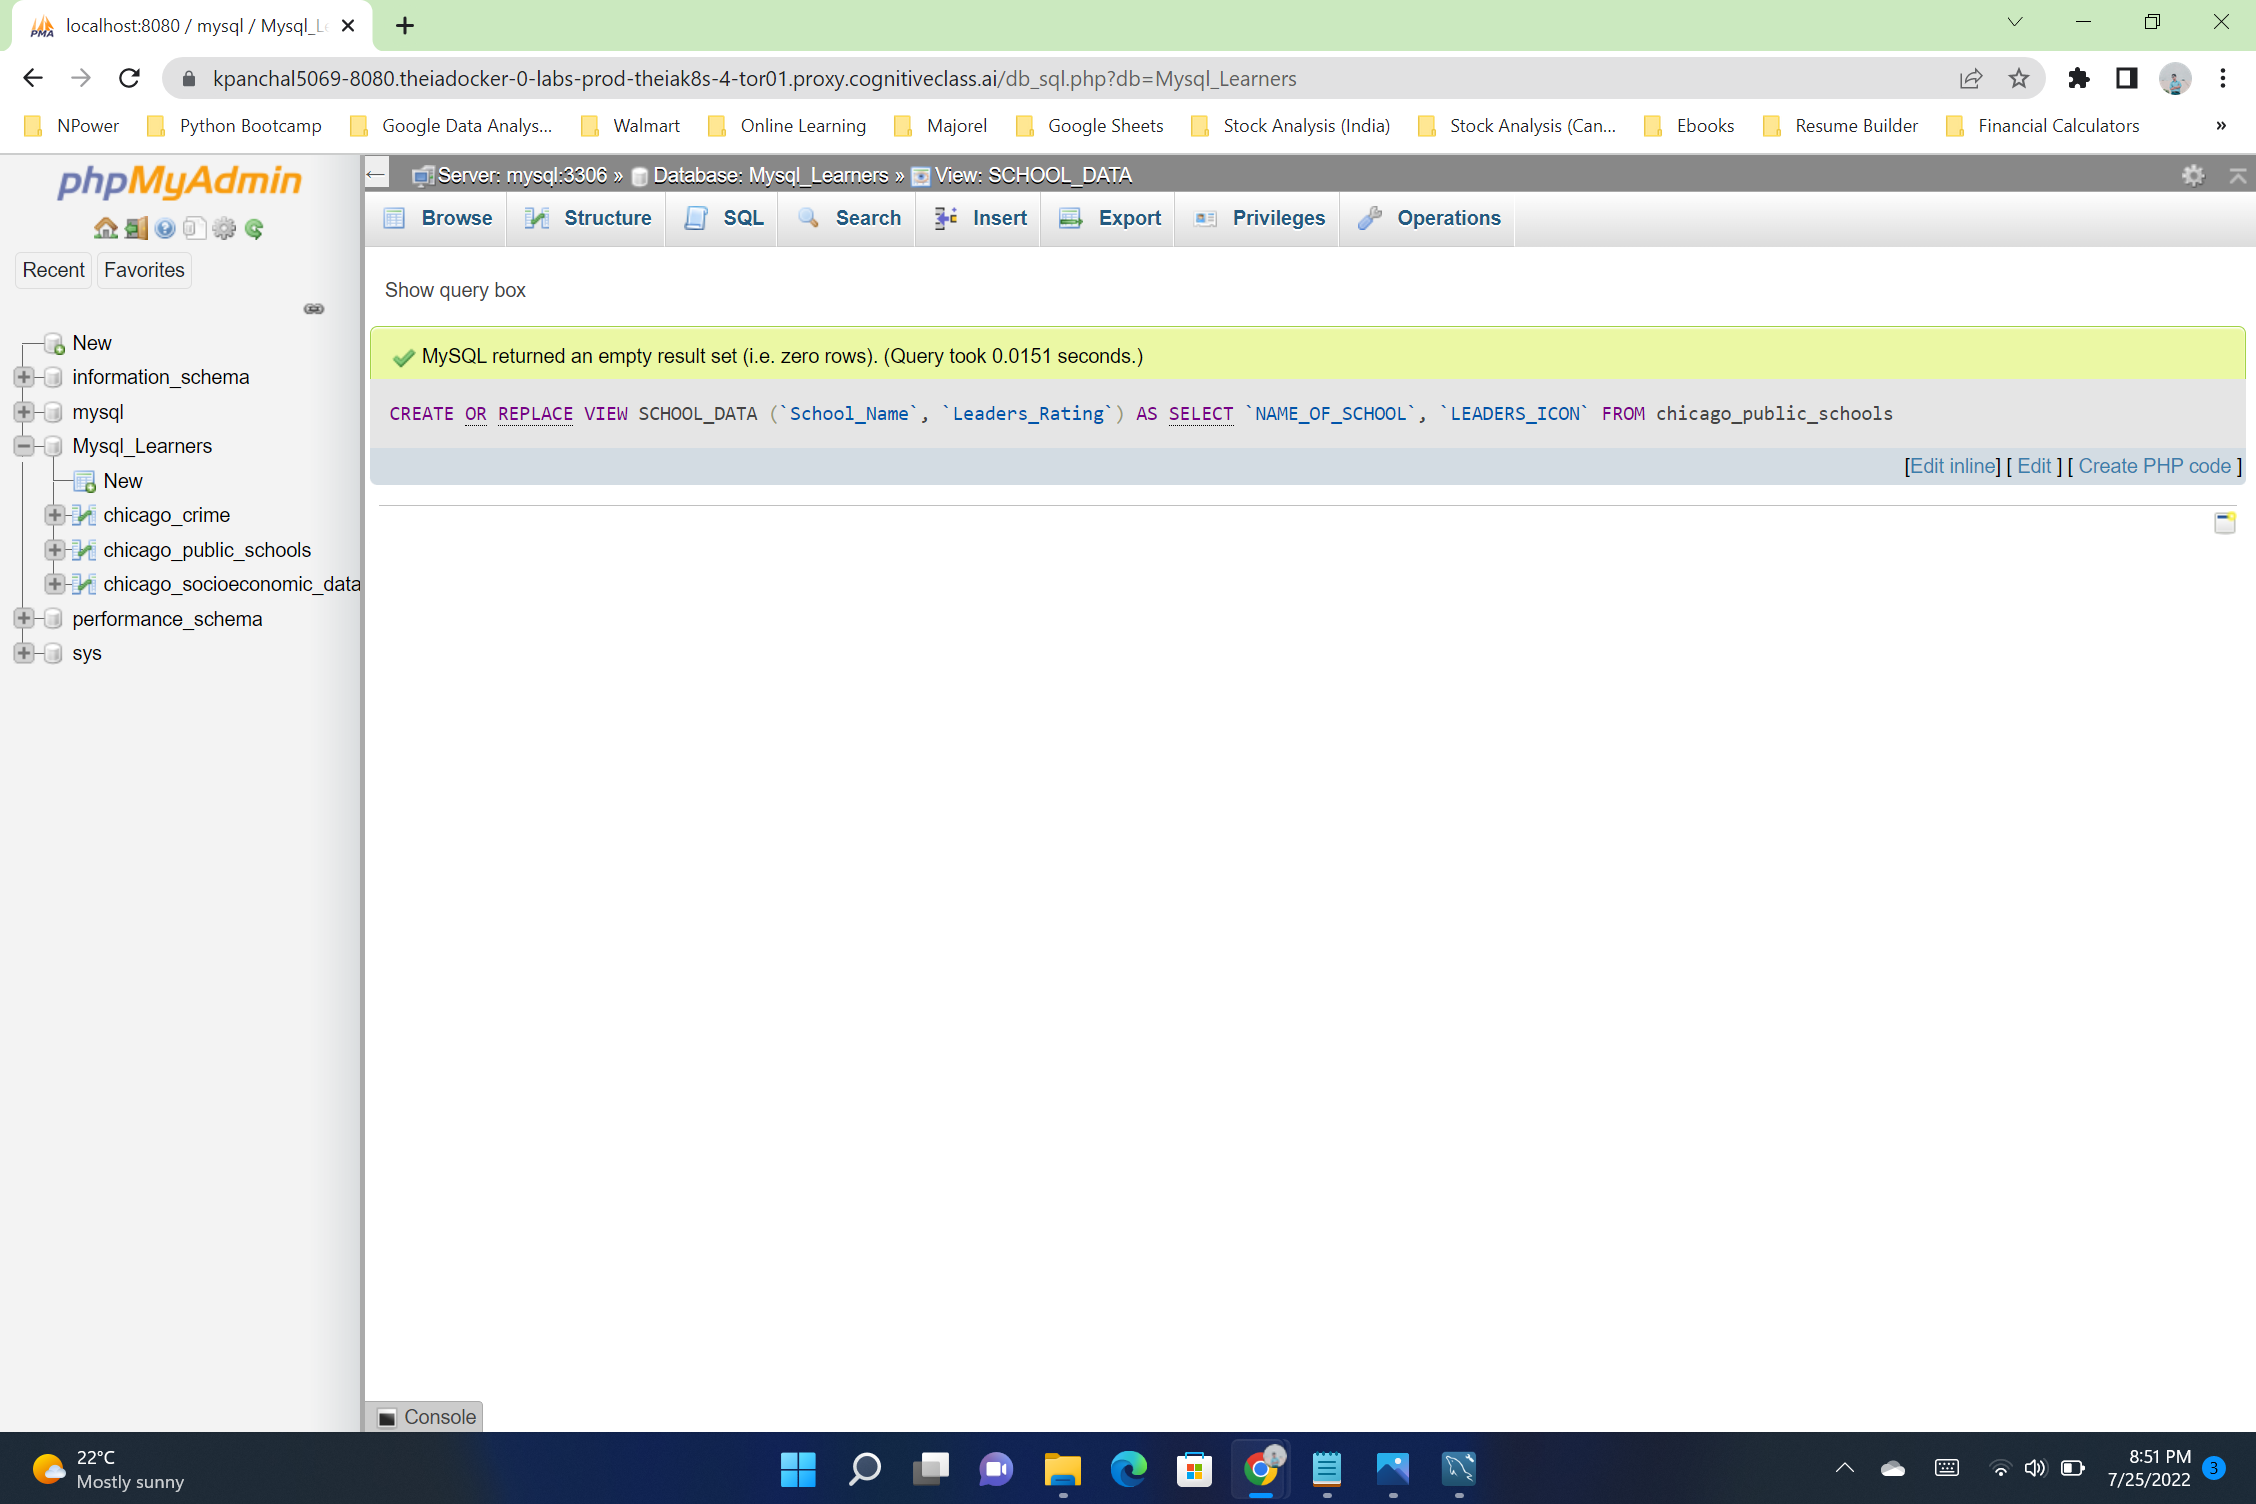 localhost:8080 / mysql / Mysql_Le
kpanchal5069-8080.theiadocker-0-labs-prod-theiak8s-4-tor01.proxy.cognitiveclass.ai/db_sql.php?db=Mysql_Learners
NPower Python Bootcamp Google Data Analys... Walmart Online Learning Majorel Google Sheets Stock Analysis (India) Stock Analysis (Can... Ebooks Resume Builder Financial Calculators »
phpMyAdmin
Recent Favorites
New
information_schema
mysql
Mysql_Learners
New
chicago_crime
chicago_public_schools
chicago_socioeconomic_data
performance_schema
sys
Server: mysql:3306 » Database: Mysql_Learners » View: SCHOOL_DATA
Browse Structure SQL Search Insert Export Privileges Operations
Show query box
MySQL returned an empty result set (i.e. zero rows). (Query took 0.0151 seconds.)
CREATE OR REPLACE VIEW SCHOOL_DATA (`School_Name`, `Leaders_Rating`) AS SELECT `NAME_OF_SCHOOL`, `LEADERS_ICON` FROM chicago_public_schools
[Edit inline] [ Edit ] [ Create PHP code ]
Console
22°C
Mostly sunny
8:51 PM
7/25/2022
3